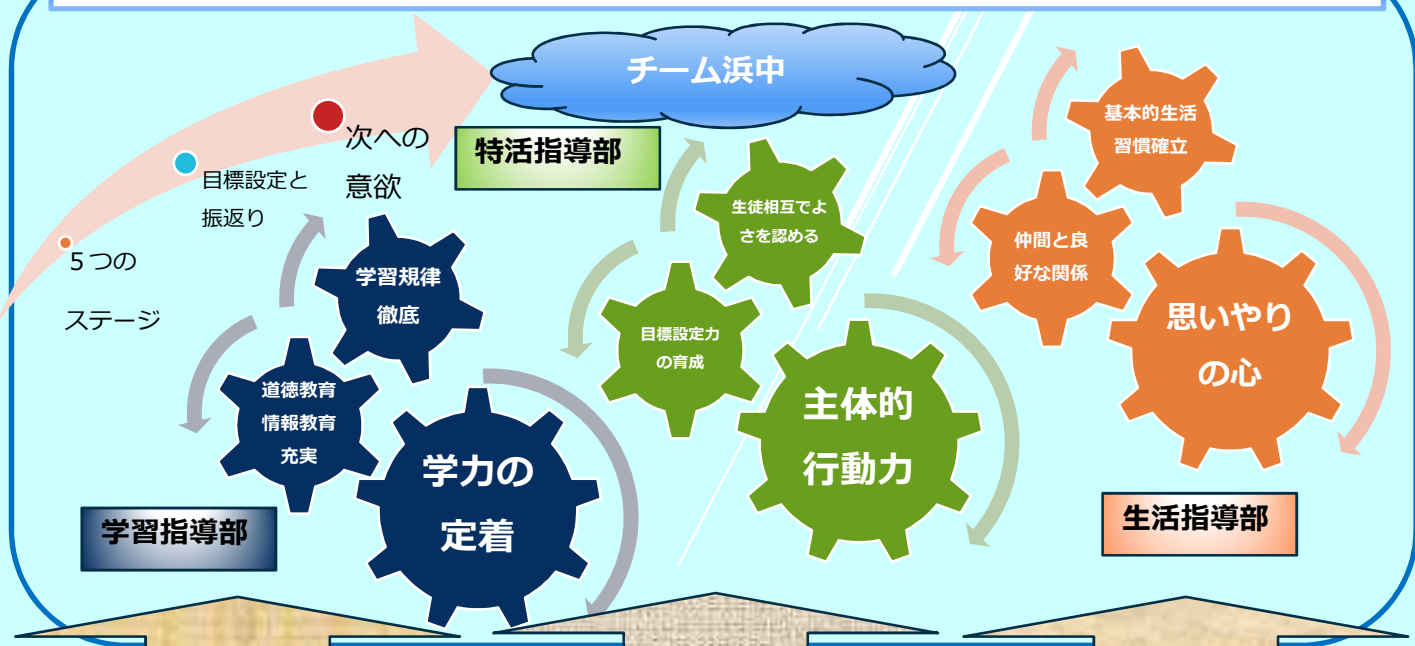 チーム浜中
次への
意欲
目標設定と
振返り
５つの
ステージ
特活指導部
生徒相互でよ
さを認める
目標設定力
の育成
主体的
行動力
学習規律
徹底
道徳教育
情報教育
充実
学力の
定着
学習指導部
基本的生活
習慣確立
仲間と良
好な関係
思いやり
の心
生活指導部